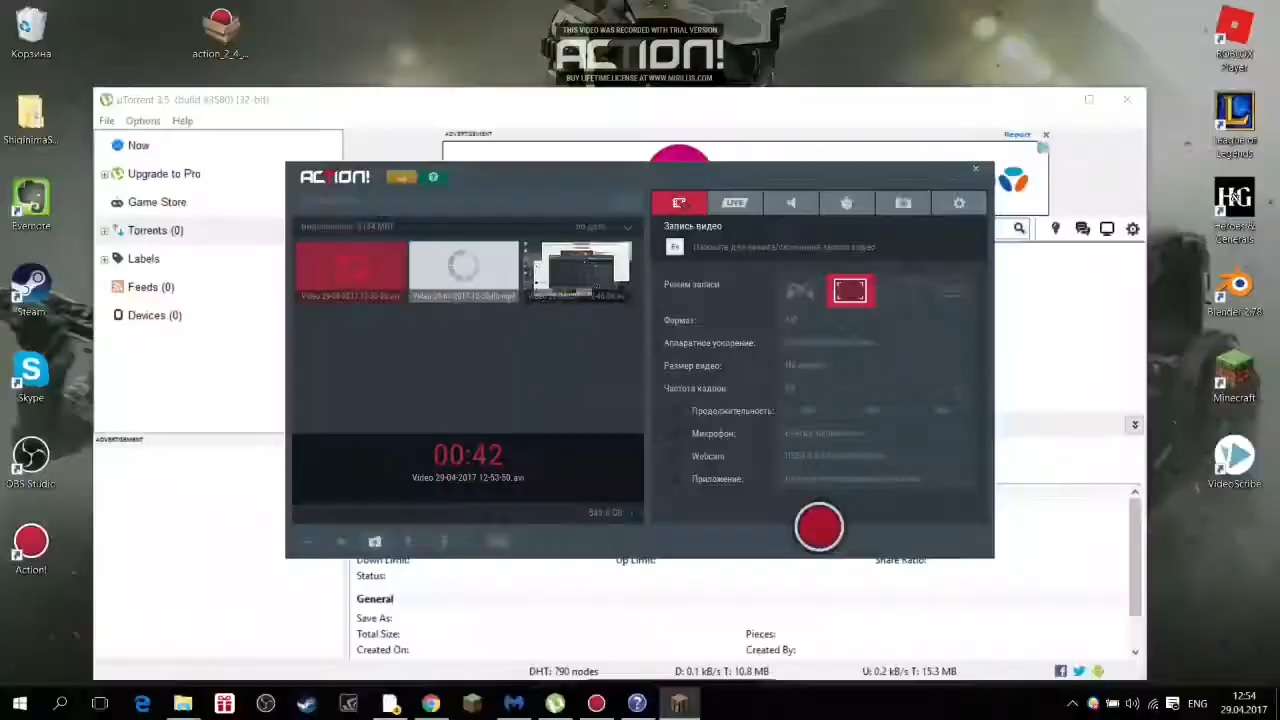 THIS VIDEO WAS RECORDED WITH TRIAL VERSION
ACTION!
BUY LIFETIME LICENSE AT WWW.MIRILLIS.COM
Корзина
action_2_4_...
ShiginimaS...
Evernote
Steam
Skype
OBS Studio
Action!
ROBLOX Player
League of Legends
Heroes & Generals
Blender 2.78
Minecraft
VideoScribe
µTorrent 3.5 (build 43580) [32-bit]
File Options Help
Now
Upgrade to Pro
Game Store
Torrents (0)
Labels
Feeds (0)
Devices (0)
ADVERTISEMENT
ADVERTISEMENT
Report
ACTION!
LIVE
Запись видео
Режим записи
Формат:
Аппаратное ускорение:
Размер видео:
Частота кадров
Продолжительность:
Микрофон:
Webcam
Приложение:
00:42
Video 29-04-2017 12-53-50.avi
Down Limit:
Up Limit:
Share Ratio:
Status:
General
Save As:
Total Size:
Pieces:
Created On:
Created By:
DHT: 790 nodes
D: 0.1 kB/s T: 10.8 MB
U: 0.2 kB/s T: 15.3 MB
ENG
12:54
29.04.2017